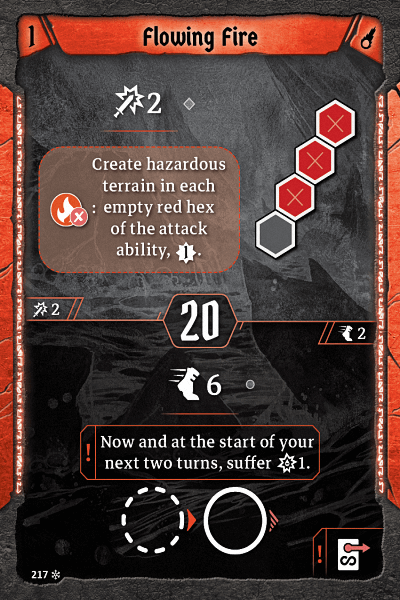 1
Flowing Fire
2
Create hazardous
terrain in each
: empty red hex
of the attack
ability, 1.
2
20
2
6
! Now and at the start of your
next two turns, suffer 1.
!
217